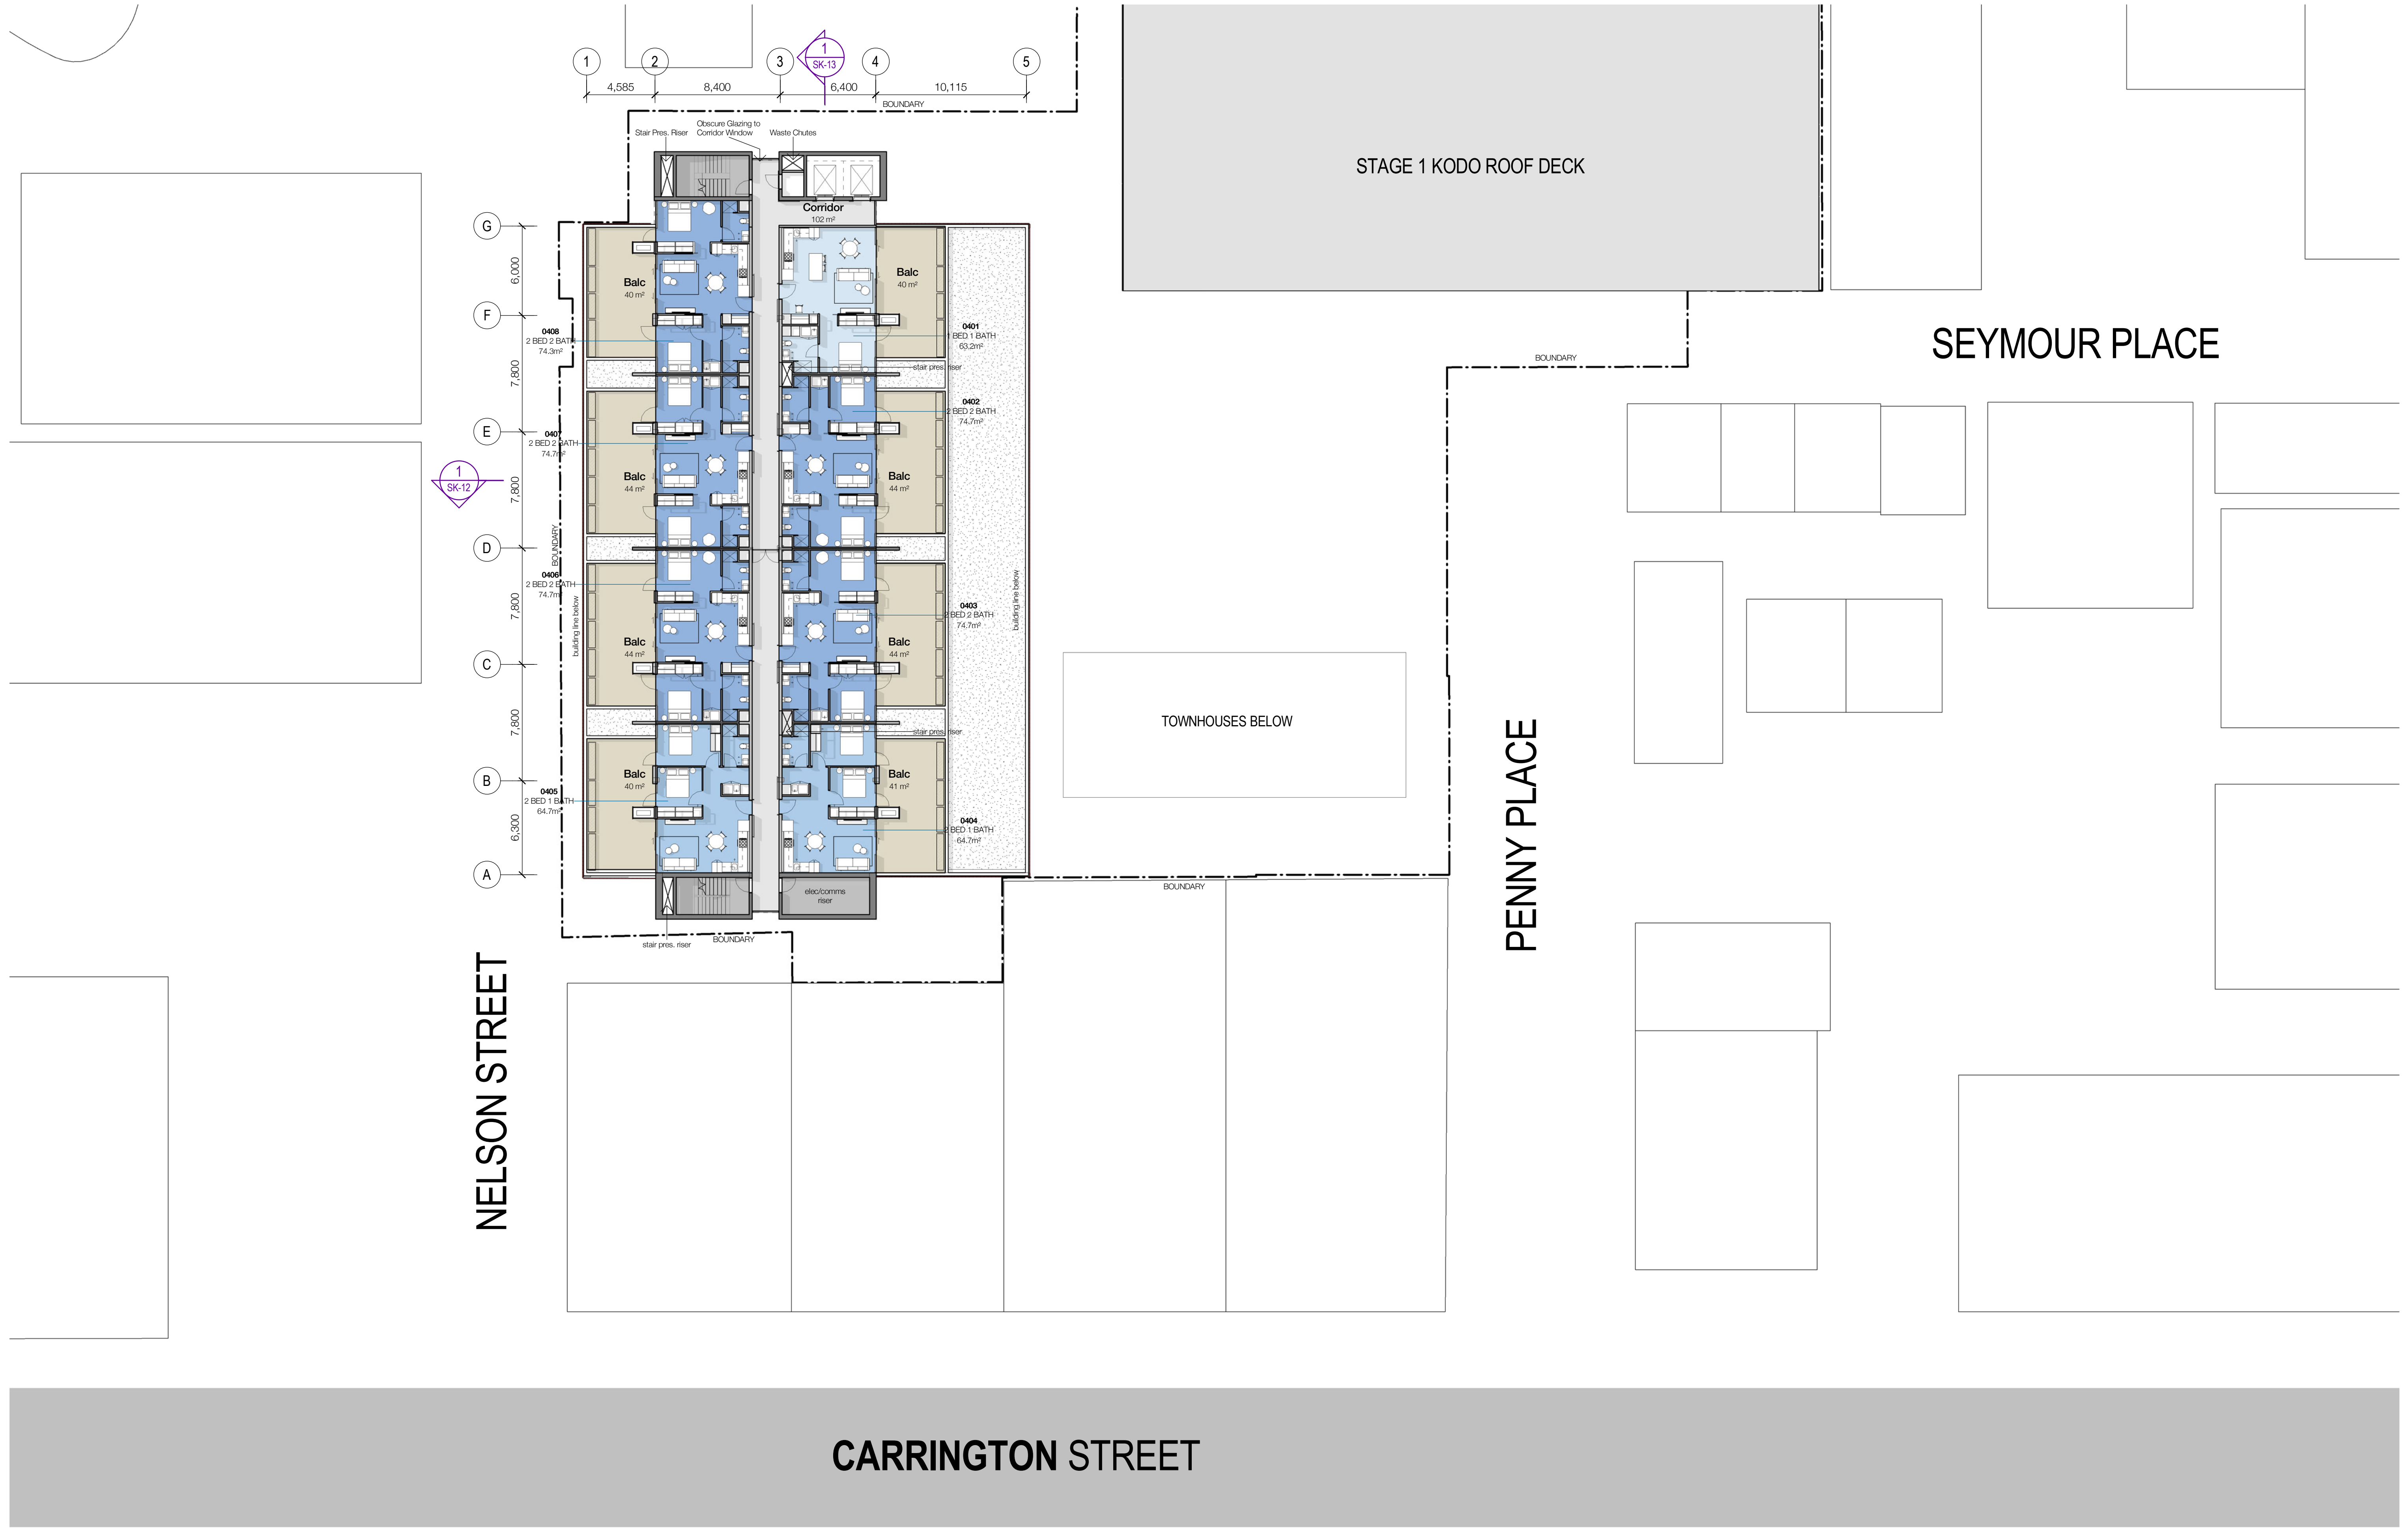 1
2
3
1
SK-13
4
5
4,585
8,400
6,400
10,115
BOUNDARY
Stair Pres. Riser
Obscure Glazing to
Corridor Window
Waste Chutes
STAGE 1 KODO ROOF DECK
Corridor
102 m²
G
6,000
Balc
40 m²
Balc
40 m²
F
0408
2 BED 2 BATH
74.3m²
0401
1 BED 1 BATH
63.2m²
SEYMOUR PLACE
BOUNDARY
7,800
stair pres. riser
0402
2 BED 2 BATH
74.7m²
E
0407
2 BED 2 BATH
74.7m²
1
SK-12
7,800
Balc
44 m²
Balc
44 m²
BOUNDARY
D
0406
2 BED 2 BATH
74.7m²
7,800
building line below
building line below
0403
2 BED 2 BATH
74.7m²
Balc
44 m²
Balc
44 m²
C
7,800
stair pres. riser
TOWNHOUSES BELOW
PENNY PLACE
B
Balc
40 m²
Balc
41 m²
0405
2 BED 1 BATH
64.7m²
6,300
0404
2 BED 1 BATH
64.7m²
A
elec/comms
riser
BOUNDARY
stair pres. riser
BOUNDARY
NELSON STREET
CARRINGTON STREET